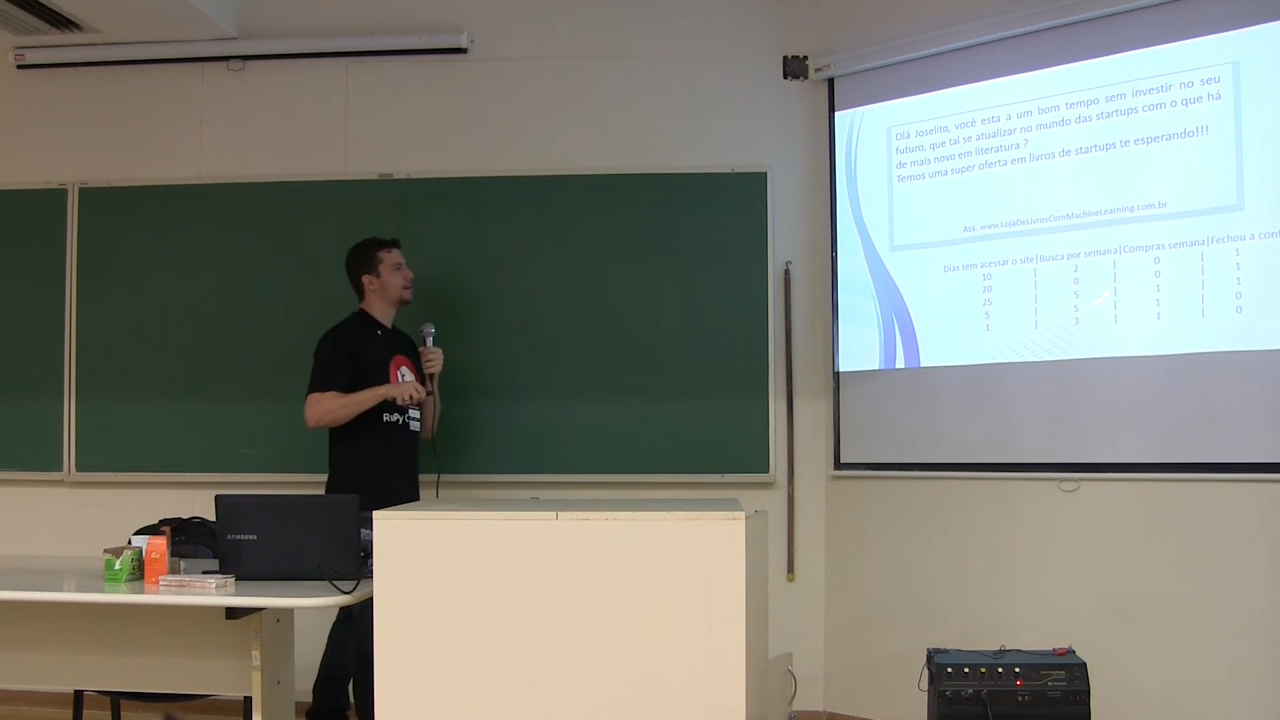 Olá Joselito, você esta a um bom tempo sem investir no seu
futuro, que tal se atualizar no mundo das startups com o que há
de mais novo em literatura ?
Temos uma super oferta em livros de startups te esperando!!!
Ass. www.LojaDeLivrosComMachineLearning.com.br
Dias sem acessar o site|Busca por semana|Compras semana|Fechou a
10 | 2 | 0 | 1
20 | 0 | 0 | 1
25 | 5 | 1 | 1
5 | 5 | 1 | 0
1 | 3 | 1 | 0
SAMSUNG